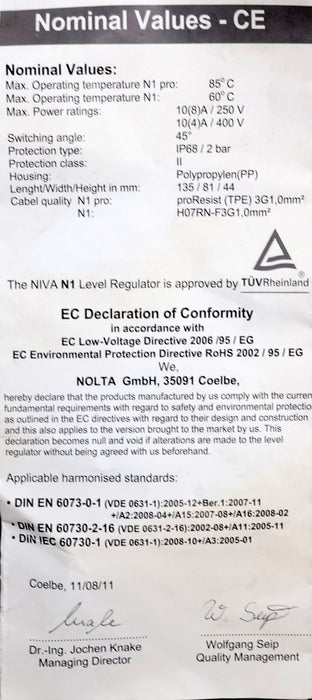 Nominal Values - CE
Nominal Values:
Max. Operating temperature N1 pro: 85°C
Max. Operating temperature N1: 60°C
Max. Power ratings: 10(8)A / 250 V
10(4)A / 400 V
Switching angle: 45°
Protection type: IP68 / 2 bar
Protection class: II
Housing: Polypropylen(PP)
Lenght/Width/Height in mm: 135 / 81 / 44
Cabel quality N1 pro: proResist (TPE) 3G1,0mm²
N1: H07RN-F3G1,0mm²
®
The NIVA N1 Level Regulator is approved by TÜVRheinland
EC Declaration of Conformity
in accordance with
EC Low-Voltage Directive 2006 /95 / EG
EC Environmental Protection Directive RoHS 2002 / 95 / EG
We,
NOLTA GmbH, 35091 Coelbe,
hereby declare that the products manufactured by us comply with the curren
fundamental requirements with regard to safety and environmental protectio
as outlined in the EC directives with regard to their design and construction
and this also applies to the version brought to the market by us. This
declaration becomes null and void if alterations are made to the level
regulator without being agreed with us beforehand.
Applicable harmonised standards:
• DIN EN 6073-0-1 (VDE 0631-1):2005-12+Ber.1:2007-11
+/A2:2008-04+/A15:2007-08+/A16:2008-02
• DIN EN 60730-2-16 (VDE 0631-2-16):2002-08+/A11:2005-11
• DIN IEC 60730-1 (VDE 0631-1):2008-10+/A3:2005-01
Coelbe, 11/08/11
W. Seip
Dr.-Ing. Jochen Knake
Managing Director
Wolfgang Seip
Quality Management